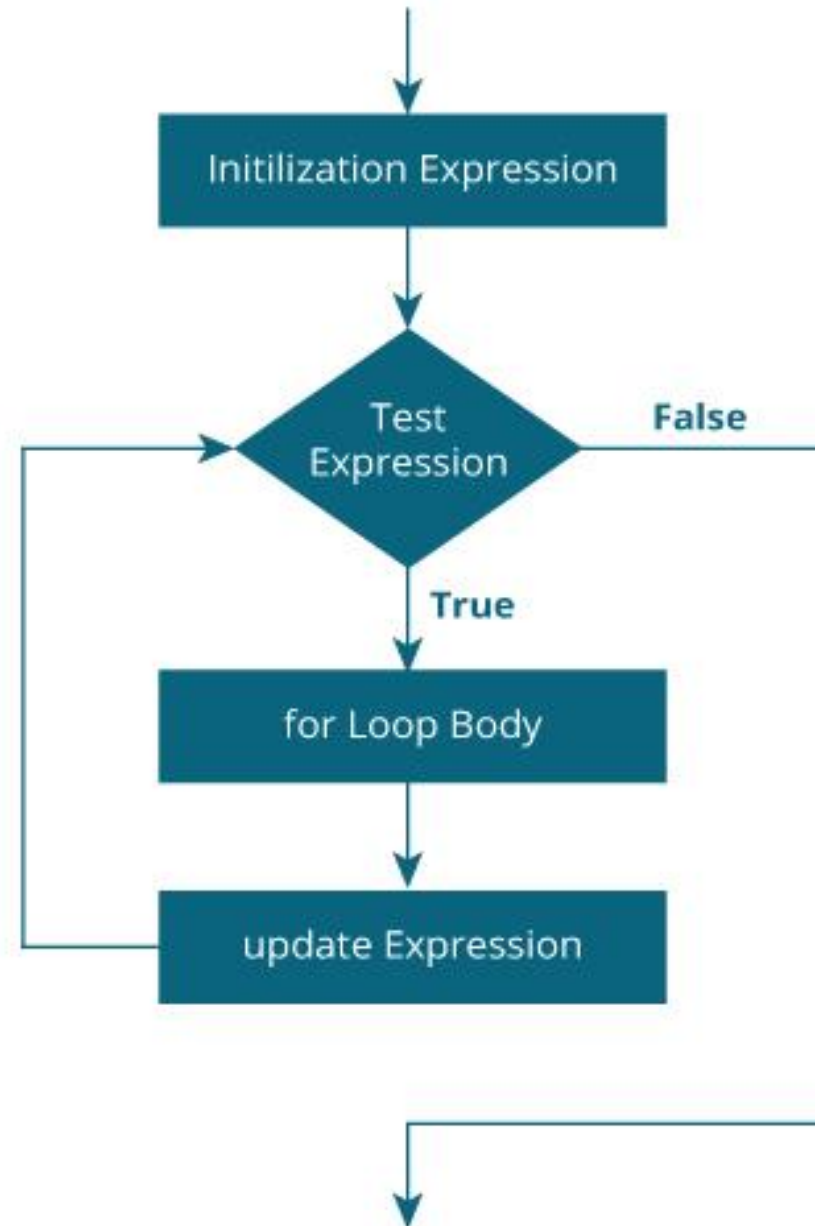 Initilization Expression
Test
Expression
False
True
for Loop Body
update Expression